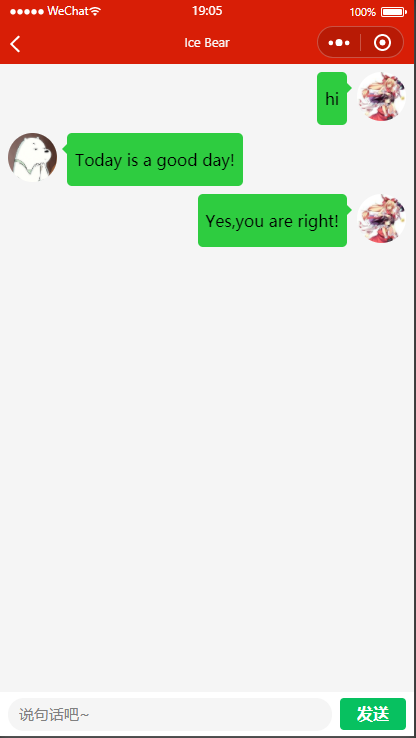 WeChat 19:05 100%
Ice Bear
hi
Today is a good day!
Yes,you are right!
说句话吧~ 发送